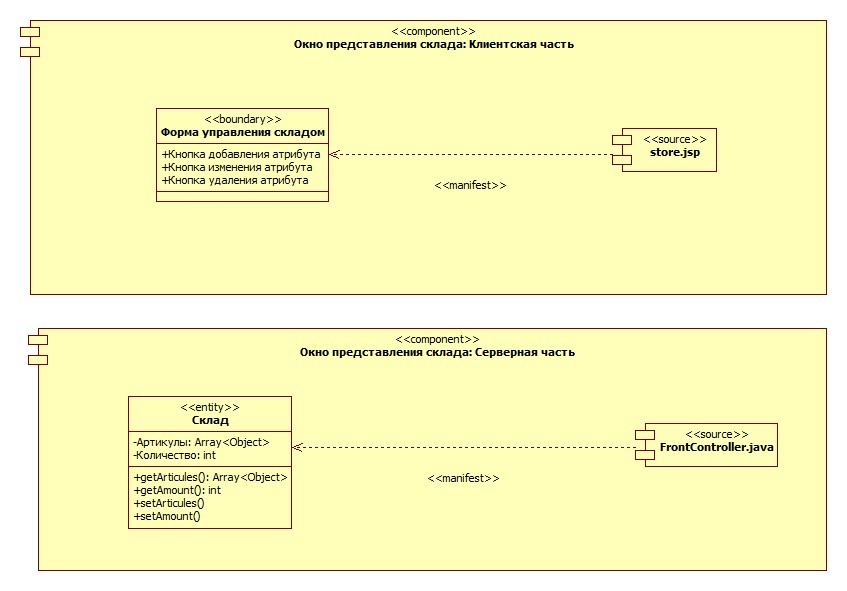 <<component>>
Окно представления склада: Клиентская часть
<<boundary>>
Форма управления складом
+Кнопка добавления атрибута
+Кнопка изменения атрибута
+Кнопка удаления атрибута
<<source>>
store.jsp
<<manifest>>
<<component>>
Окно представления склада: Серверная часть
<<entity>>
Склад
-Артикулы: Array<Object>
-Количество: int
+getArticules(): Array<Object>
+getAmount(): int
+setArticules()
+setAmount()
<<source>>
FrontController.java
<<manifest>>